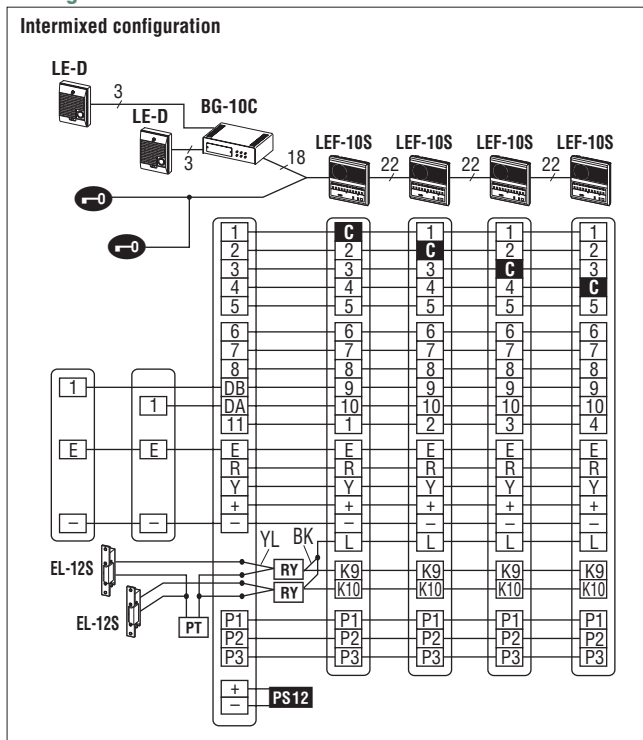 Intermixed configuration
LE-D
3
LE-D
3
BG-10C
18
LEF-10S
22
LEF-10S
22
LEF-10S
22
LEF-10S
1 C 1 1 1
2 2 C 2 2
3 3 3 C 3
4 4 4 4 C
5 5 5 5 5
6 6 6 6 6
7 7 7 7 7
8 8 8 8 8
1 DB 9 9 9 9
1 DA 10 10 10 10
11 1 2 3 4
E E E E E E E
R R R R R
Y Y Y Y Y
+ + + + +
– – – – – – –
YL BK L L L L
EL-12S RY K9 K9 K9 K9
RY K10 K10 K10 K10
EL-12S PT P1 P1 P1 P1 P1
P2 P2 P2 P2 P2
P3 P3 P3 P3 P3
+
– PS12